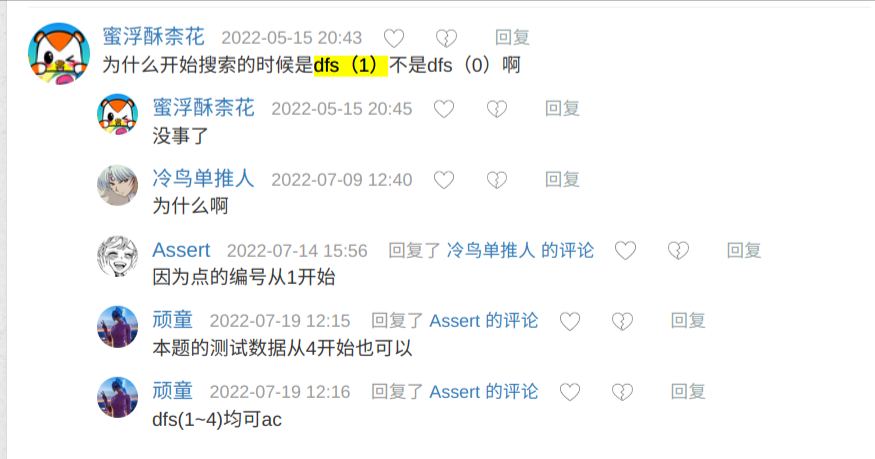 蜜浮酥柰花 2022-05-15 20:43 回复
为什么开始搜索的时候是dfs（1）不是dfs（0）啊
蜜浮酥柰花 2022-05-15 20:45 回复
没事了
冷鸟单推人 2022-07-09 12:40 回复
为什么啊
Assert 2022-07-14 15:56 回复了 冷鸟单推人 的评论 回复
因为点的编号从1开始
顽童 2022-07-19 12:15 回复了 Assert 的评论 回复
本题的测试数据从4开始也可以
顽童 2022-07-19 12:16 回复了 Assert 的评论 回复
dfs(1~4)均可ac